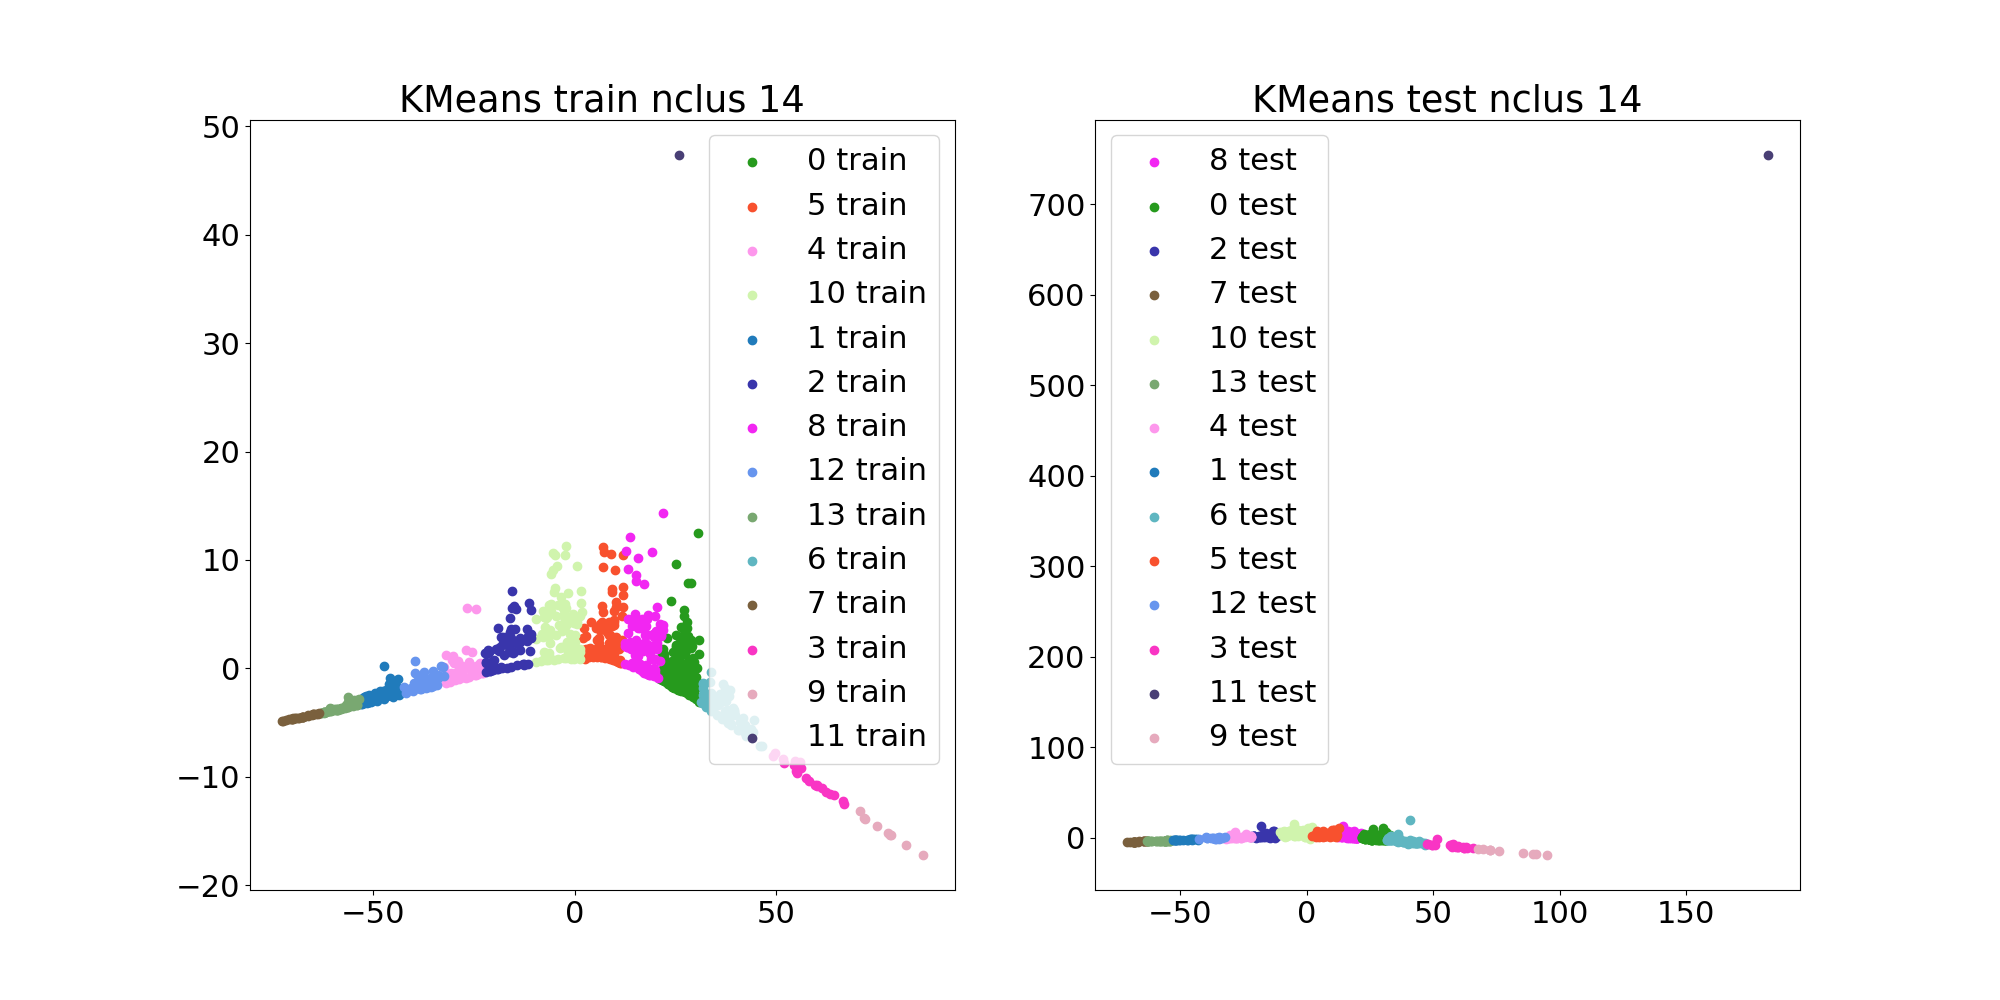 KMeans train nclus 14
50
40
30
20
10
0
−10
−20
−50
0
50
0 train
5 train
4 train
10 train
1 train
2 train
8 train
12 train
13 train
6 train
7 train
3 train
9 train
11 train
KMeans test nclus 14
700
600
500
400
300
200
100
0
−50
0
50
100
150
8 test
0 test
2 test
7 test
10 test
13 test
4 test
1 test
6 test
5 test
12 test
3 test
11 test
9 test